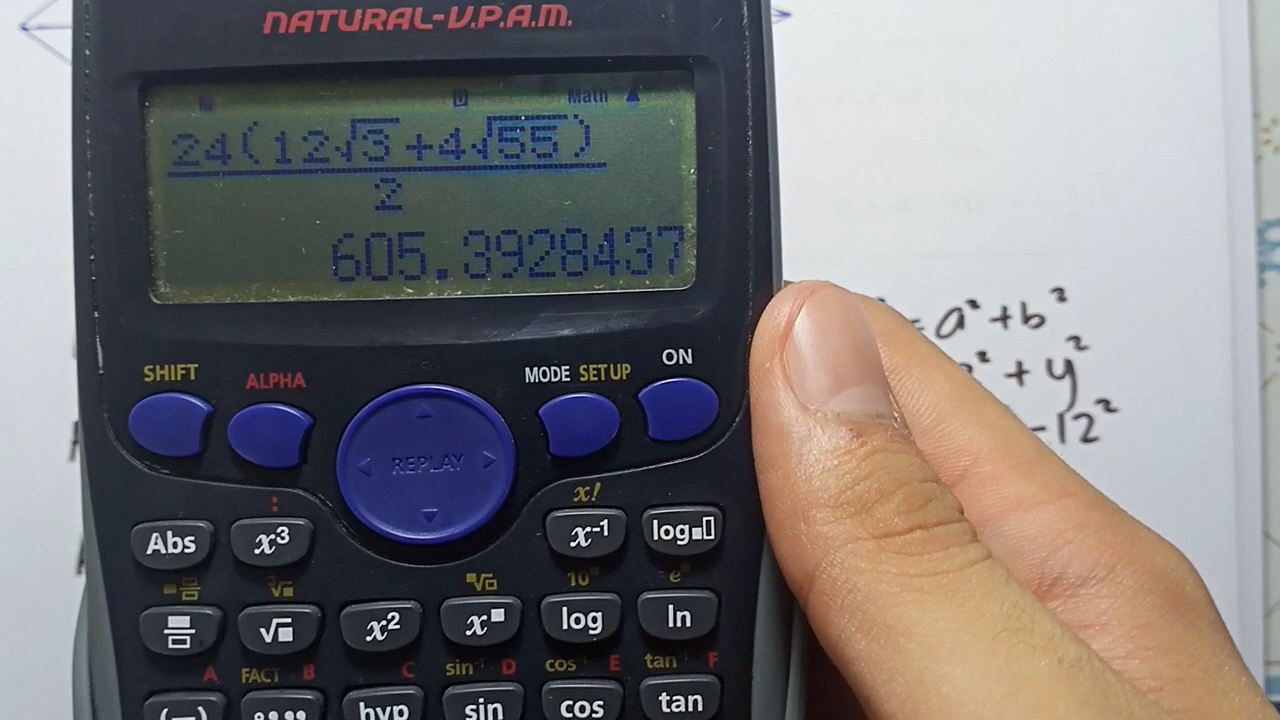 NATURAL-V.P.A.M.
D Math ▲
24(12√3+4√55)
2
605.3928437
= a² + b²
² + y²
-12²
SHIFT ALPHA MODE SETUP ON
REPLAY
: x!
Abs x³ x⁻¹ log■▯
■▯/▯ ³√■ ■√▯ 10■ e■
▯/▯ √■ x² x■ log ln
A FACT B C sin⁻¹ D cos⁻¹ E tan⁻¹ F
(−) °’’’ hyp sin cos tan